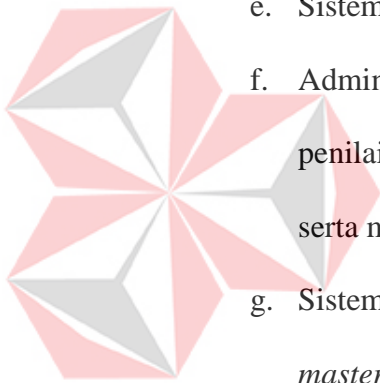 e. Sistem
f. Admin
penilai
serta n
g. Sistem
master